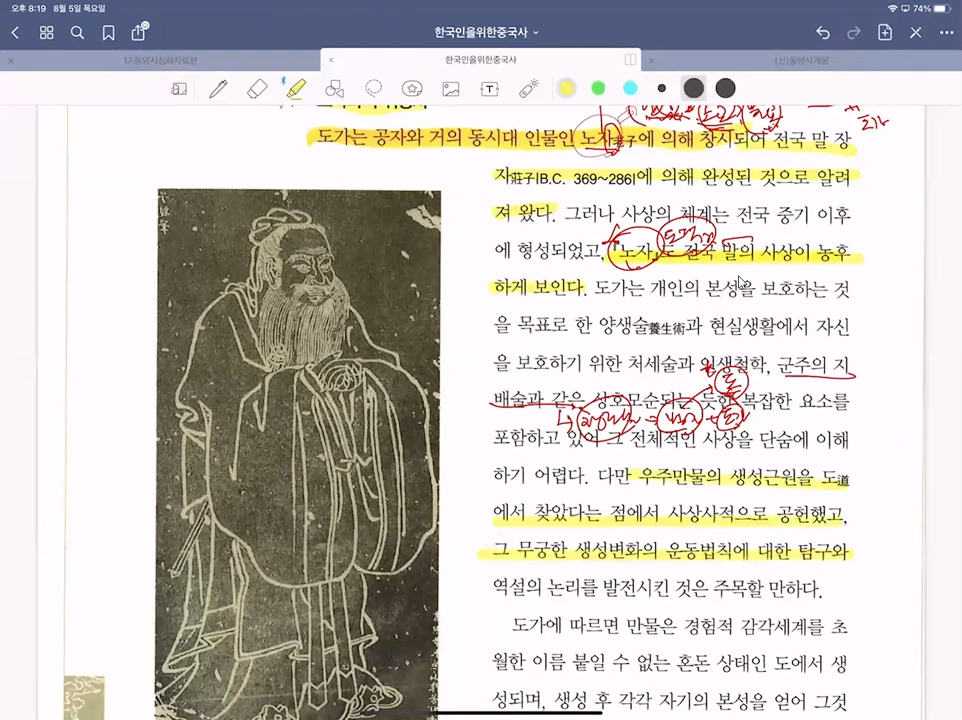 오후 8:19 8월 5일 목요일
74%
한국인을위한중국사
17.동양사심화자료편
한국인을위한중국사
(신)동양사개론
도가는 공자와 거의 동시대 인물인 노자老子에 의해 창시되어 전국 말 장
자莊子|B.C. 369~286|에 의해 완성된 것으로 알려
져 왔다. 그러나 사상의 체계는 전국 중기 이후
에 형성되었고, 『노자』도 전국 말의 사상이 농후
하게 보인다. 도가는 개인의 본성을 보호하는 것
을 목표로 한 양생술養生術과 현실생활에서 자신
을 보호하기 위한 처세술과 인생철학, 군주의 지
배술과 같은 상호모순되는 듯한 복잡한 요소를
포함하고 있어 그 전체적인 사상을 단숨에 이해
하기 어렵다. 다만 우주만물의 생성근원을 도道
에서 찾았다는 점에서 사상사적으로 공헌했고,
그 무궁한 생성변화의 운동법칙에 대한 탐구와
역설의 논리를 발전시킨 것은 주목할 만하다.
도가에 따르면 만물은 경험적 감각세계를 초
월한 이름 붙일 수 없는 혼돈 상태인 도에서 생
성되며, 생성 후 각각 자기의 본성을 얻어 그것